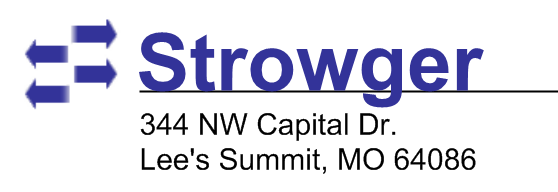 Strowger
344 NW Capital Dr.
Lee's Summit, MO 64086